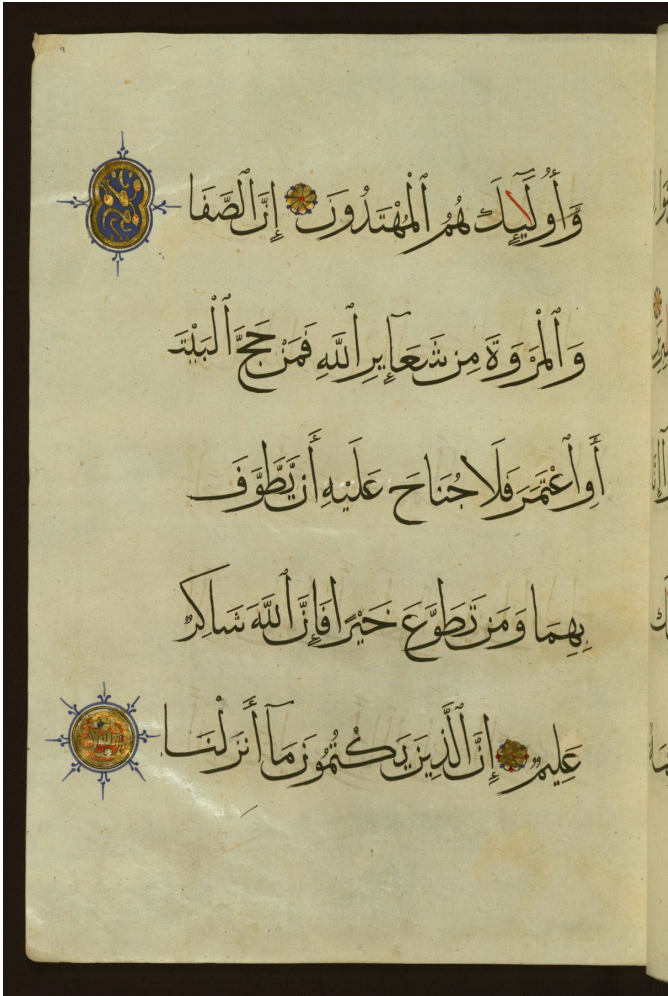 وَأُولَٰٓئِكَ هُمُ ٱلْمُهْتَدُونَ إِنَّ ٱلصَّفَا
وَٱلْمَرْوَةَ مِن شَعَآئِرِ ٱللَّهِ فَمَنْ حَجَّ ٱلْبَيْتَ
أَوِ ٱعْتَمَرَ فَلَا جُنَاحَ عَلَيْهِ أَن يَّطَّوَّفَ
بِهِمَا وَمَن تَطَوَّعَ خَيْرًا فَإِنَّ ٱللَّهَ شَاكِرٌ
عَلِيمٌ إِنَّ ٱلَّذِينَ يَكْتُمُونَ مَآ أَنزَلْنَا